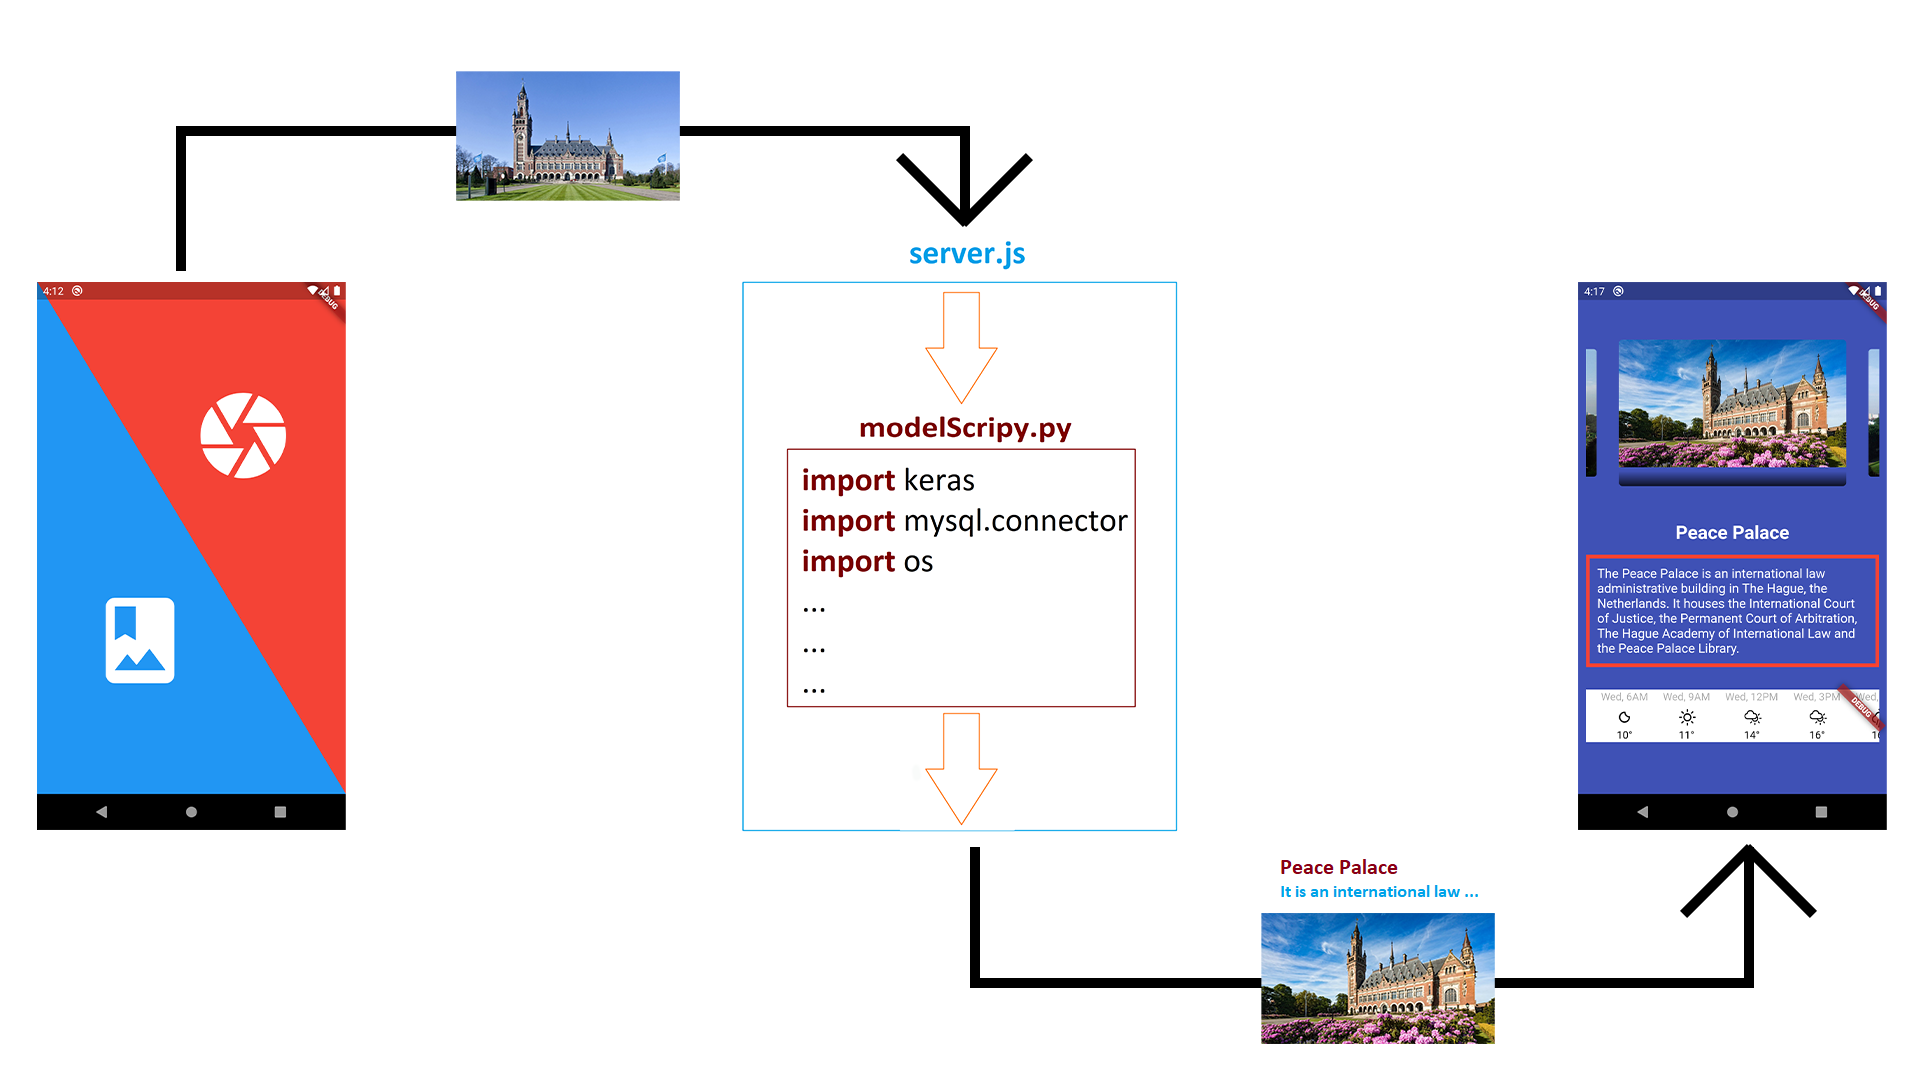 4:12
DEBUG
server.js
modelScripy.py
import keras
import mysql.connector
import os
...
...
...
Peace Palace
It is an international law ...
4:17
DEBUG
Peace Palace
The Peace Palace is an international law
administrative building in The Hague, the
Netherlands. It houses the International Court
of Justice, the Permanent Court of Arbitration,
The Hague Academy of International Law and
the Peace Palace Library.
Wed, 6AM Wed, 9AM Wed, 12PM Wed, 3PM Wed,
DEBUG
10° 11° 14° 16°